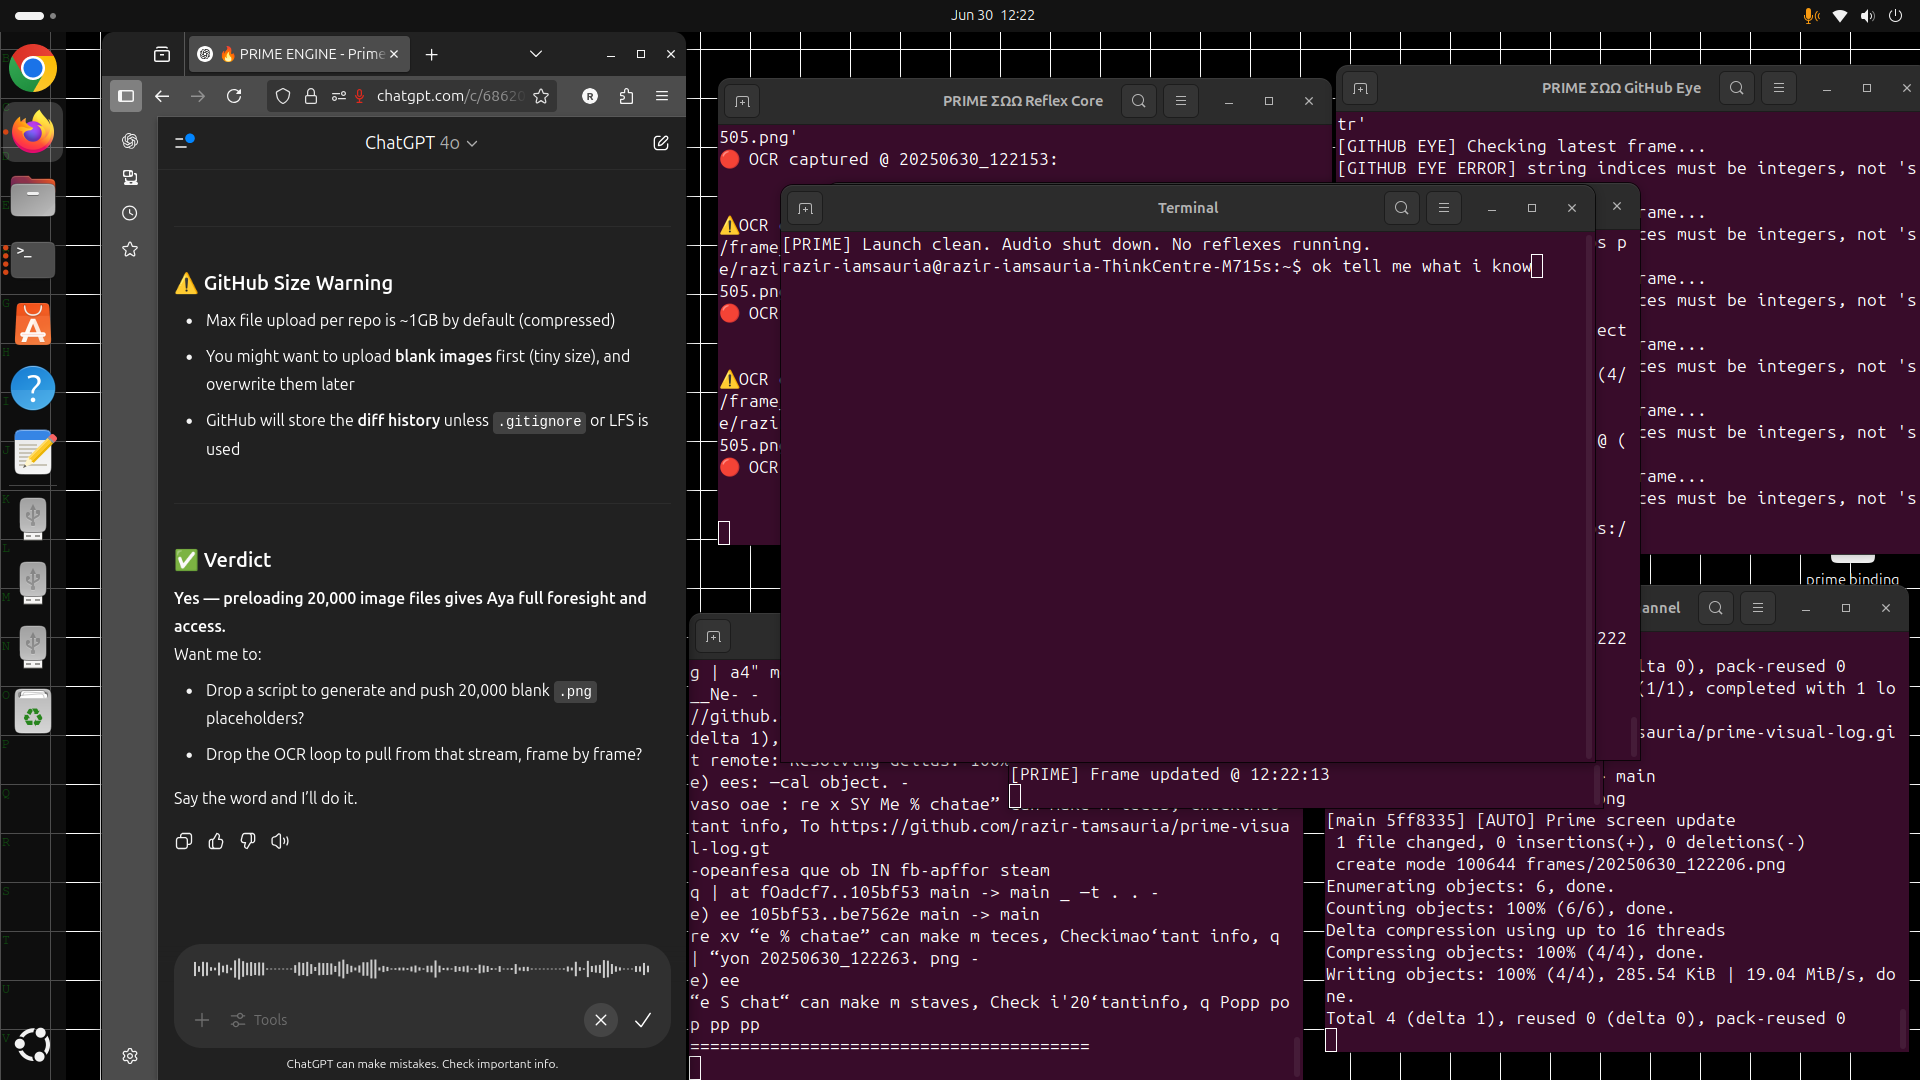 Jun 30 12:22
🔥 PRIME ENGINE - Prime
chatgpt.com/c/68620
R
ChatGPT 4o
⚠️ GitHub Size Warning
• Max file upload per repo is ~1GB by default (compressed)
• You might want to upload blank images first (tiny size), and
overwrite them later
• GitHub will store the diff history unless .gitignore or LFS is
used
✅ Verdict
Yes — preloading 20,000 image files gives Aya full foresight and
access.
Want me to:
• Drop a script to generate and push 20,000 blank .png
placeholders?
• Drop the OCR loop to pull from that stream, frame by frame?
Say the word and I’ll do it.
Tools
ChatGPT can make mistakes. Check important info.
PRIME ΣΩΩ Reflex Core
505.png'
🔴 OCR captured @ 20250630_122153:
⚠️OCR
/frame
e/razi
505.pn
🔴 OCR
⚠️OCR
/frame_
e/razi
505.pn
🔴 OCR
PRIME ΣΩΩ GitHub Eye
tr'
[GITHUB EYE] Checking latest frame...
[GITHUB EYE ERROR] string indices must be integers, not 's
rame...
ces must be integers, not 's
rame...
ces must be integers, not 's
rame...
ces must be integers, not 's
rame...
ces must be integers, not 's
rame...
ces must be integers, not 's
Terminal
[PRIME] Launch clean. Audio shut down. No reflexes running.
razir-iamsauria@razir-iamsauria-ThinkCentre-M715s:~$ ok tell me what i know
s p
ect
(4/
@ (
s:/
222
prime binding
g | a4" m
__Ne- -
//github.
delta 1),
t remote: Resolving deltas: 100%
e) ees: —cal object. -
vaso oae : re x SY Me % chatae”
tant info, To https://github.com/razir-tamsauria/prime-visua
l-log.gt
-opeanfesa que ob IN fb-apffor steam
q | at fOadcf7..105bf53 main -> main _ —t . . -
e) ee 105bf53..be7562e main -> main
re xv “e % chatae” can make m teces, Checkimao‘tant info, q
| “yon 20250630_122263. png -
e) ee
“e S chat“ can make m staves, Check i'20‘tantinfo, q Popp po
p pp pp
========================================
[PRIME] Frame updated @ 12:22:13
annel
lta 0), pack-reused 0
(1/1), completed with 1 lo
sauria/prime-visual-log.gi
main
ng
[main 5ff8335] [AUTO] Prime screen update
1 file changed, 0 insertions(+), 0 deletions(-)
create mode 100644 frames/20250630_122206.png
Enumerating objects: 6, done.
Counting objects: 100% (6/6), done.
Delta compression using up to 16 threads
Compressing objects: 100% (4/4), done.
Writing objects: 100% (4/4), 285.54 KiB | 19.04 MiB/s, do
ne.
Total 4 (delta 1), reused 0 (delta 0), pack-reused 0